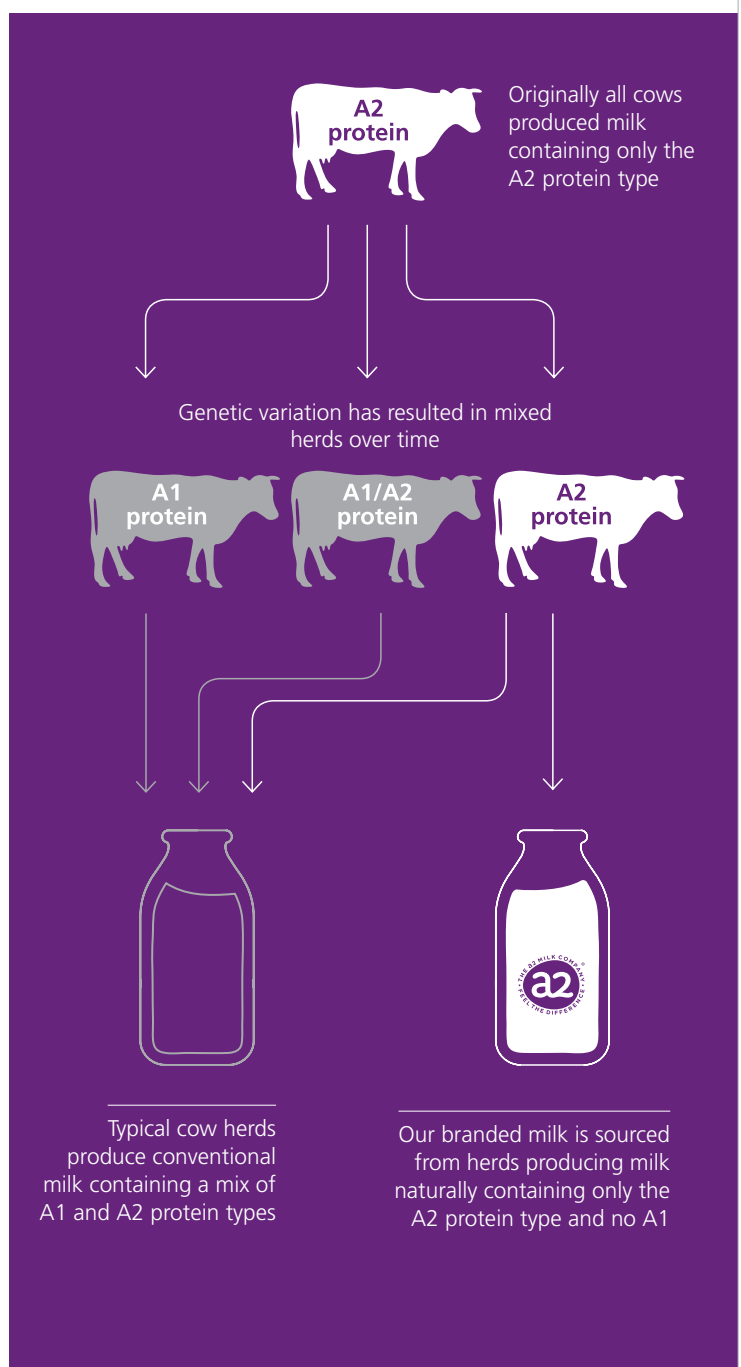 A2
protein
Originally all cows
produced milk
containing only the
A2 protein type
Genetic variation has resulted in mixed
herds over time
A1
protein
A1/A2
protein
A2
protein
THE a2 MILK COMPANY
a2
FEEL THE DIFFERENCE
®
Typical cow herds
produce conventional
milk containing a mix of
A1 and A2 protein types
Our branded milk is sourced
from herds producing milk
naturally containing only the
A2 protein type and no A1